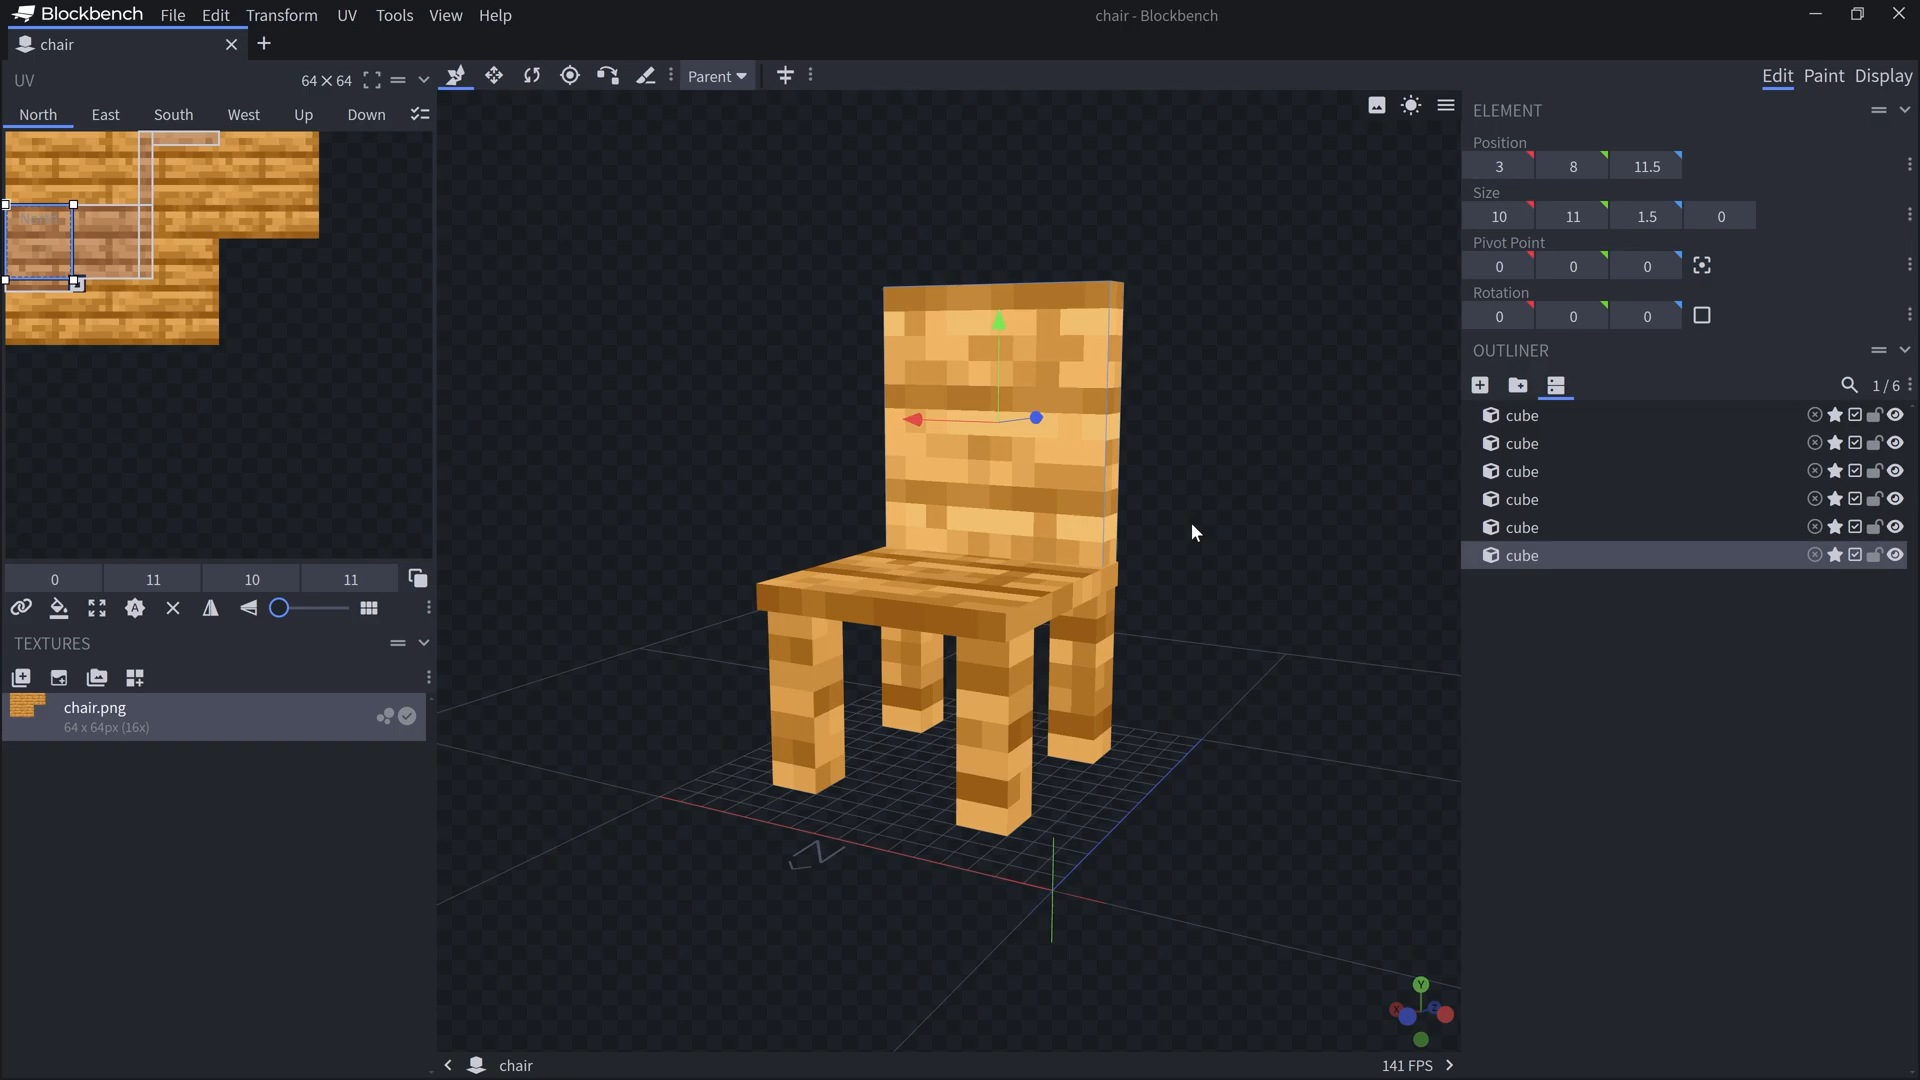 Blockbench File Edit Transform UV Tools View Help chair - Blockbench
chair
UV 64 × 64 Parent Edit Paint Display
North East South West Up Down
ELEMENT
Position
3 8 11.5
Size
10 11 1.5 0
Pivot Point
0 0 0
Rotation
0 0 0
OUTLINER
1 / 6
cube
cube
cube
cube
cube
cube
0 11 10 11
TEXTURES
chair.png
64 x 64px (16x)
N
Y
X
Z
chair 141 FPS